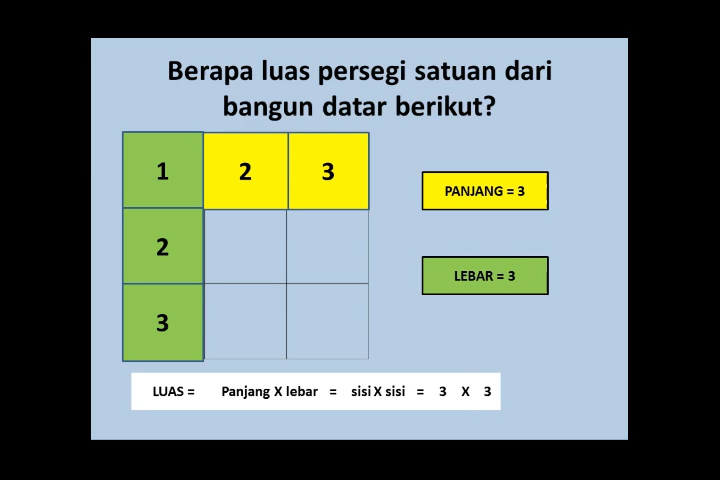 Berapa luas persegi satuan dari
bangun datar berikut?
1 2 3
PANJANG = 3
2
LEBAR = 3
3
LUAS = Panjang X lebar = sisi X sisi = 3 X 3